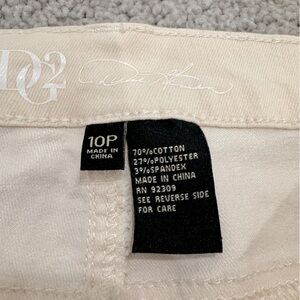 DG2
10P
MADE IN
CHINA
70%COTTON
27%POLYESTER
3%SPANDEX
MADE IN CHINA
RN 92309
SEE REVERSE SIDE
FOR CARE